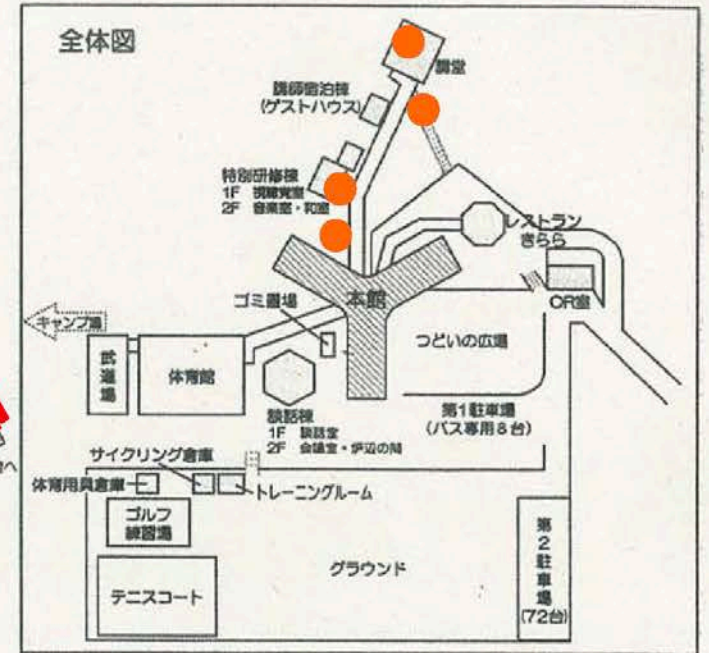 全体図
講堂
講師宿泊棟
(ゲストハウス)
特別研修棟
1F 視聴覚室
2F 音楽室・和室
レストラン
きらら
本館
OR室
ゴミ置場
キャンプ場
つどいの広場
武道場
体育館
談話棟
1F 談話室
2F 会議室・炉辺の間
第1駐車場
(バス専用8台)
サイクリング倉庫
体育用具倉庫
トレーニングルーム
ゴルフ
練習場
グラウンド
テニスコート
第2駐車場
(72台)